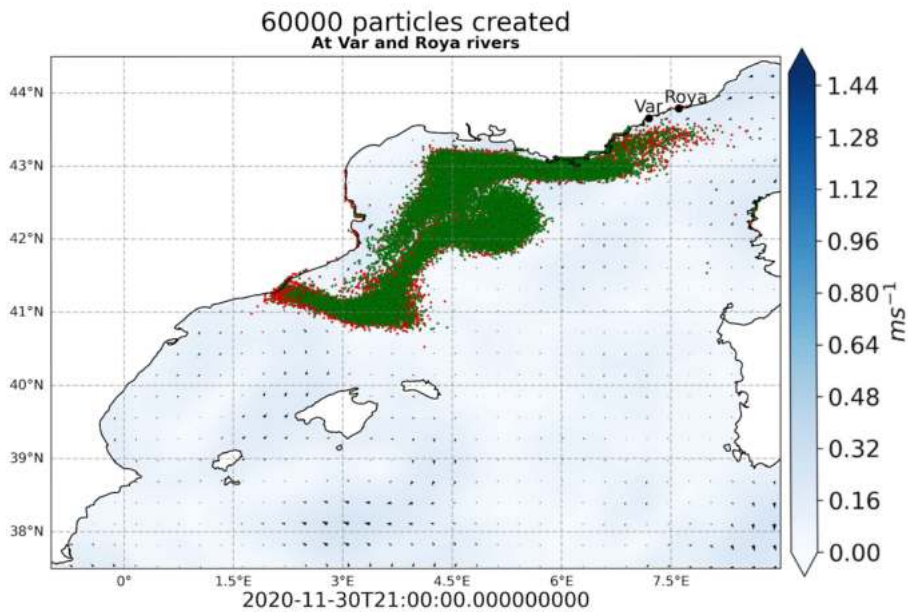 60000 particles created
At Var and Roya rivers
44°N
43°N
42°N
41°N
40°N
39°N
38°N
Var
Roya
0°
1.5°E
3°E
4.5°E
6°E
7.5°E
2020-11-30T21:00:00.000000000
1.44
1.28
1.12
0.96
0.80
0.64
0.48
0.32
0.16
0.00
ms⁻¹